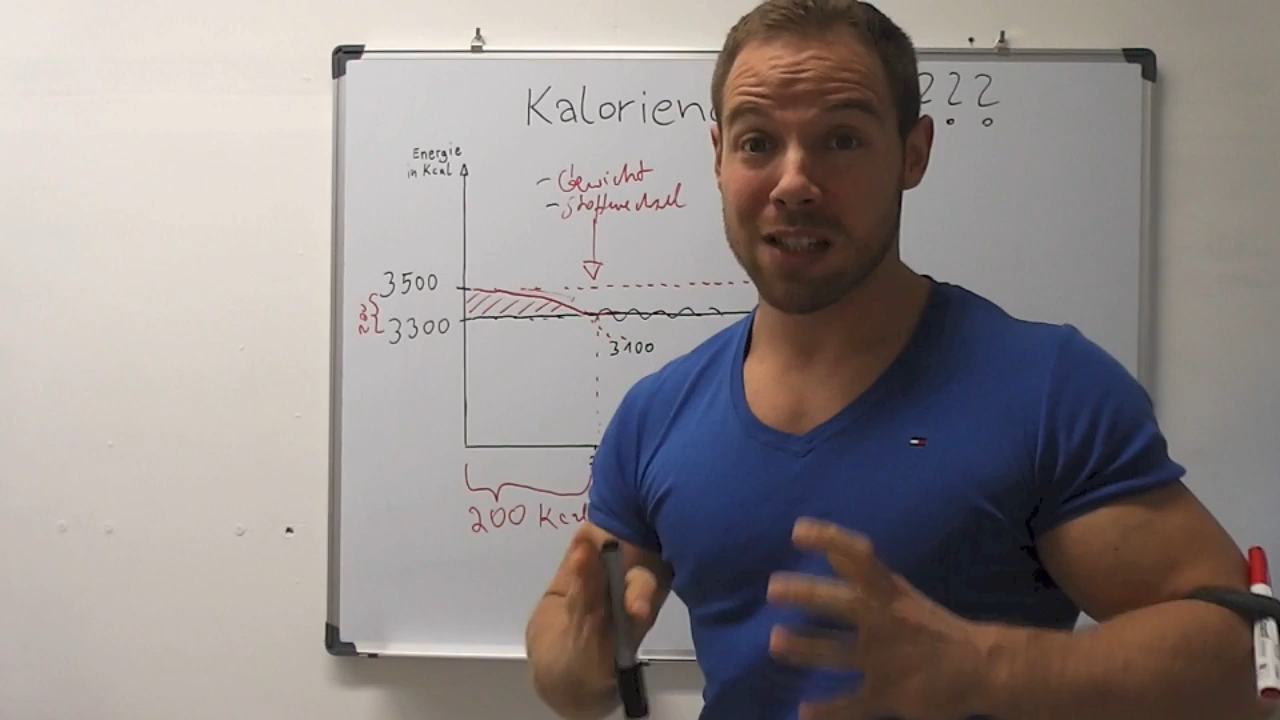 Kalorien
???
Energie
in Kcal
- Gewicht
- Stoffwechsel
3500
3300
3100
200 Kcal